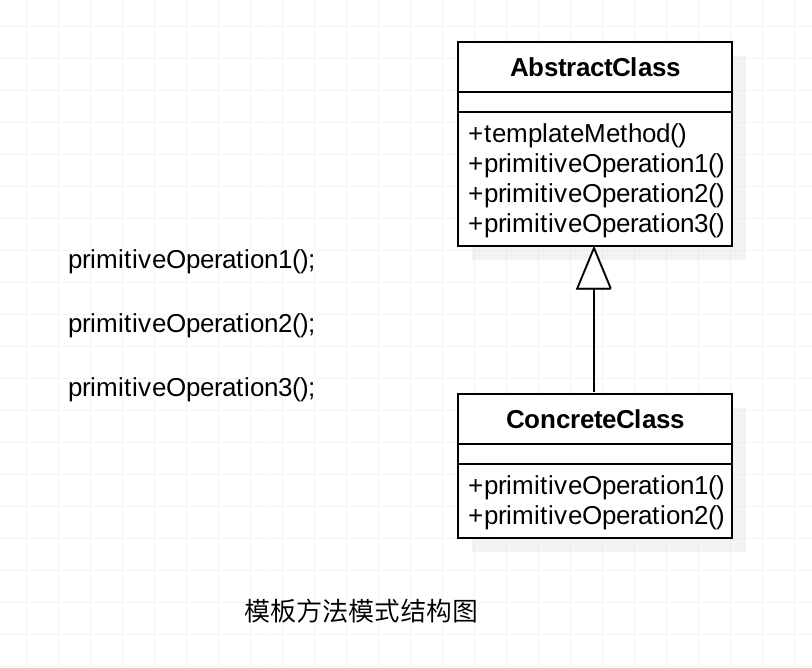 AbstractClass
+templateMethod()
+primitiveOperation1()
+primitiveOperation2()
+primitiveOperation3()
primitiveOperation1();
primitiveOperation2();
primitiveOperation3();
ConcreteClass
+primitiveOperation1()
+primitiveOperation2()
模板方法模式结构图